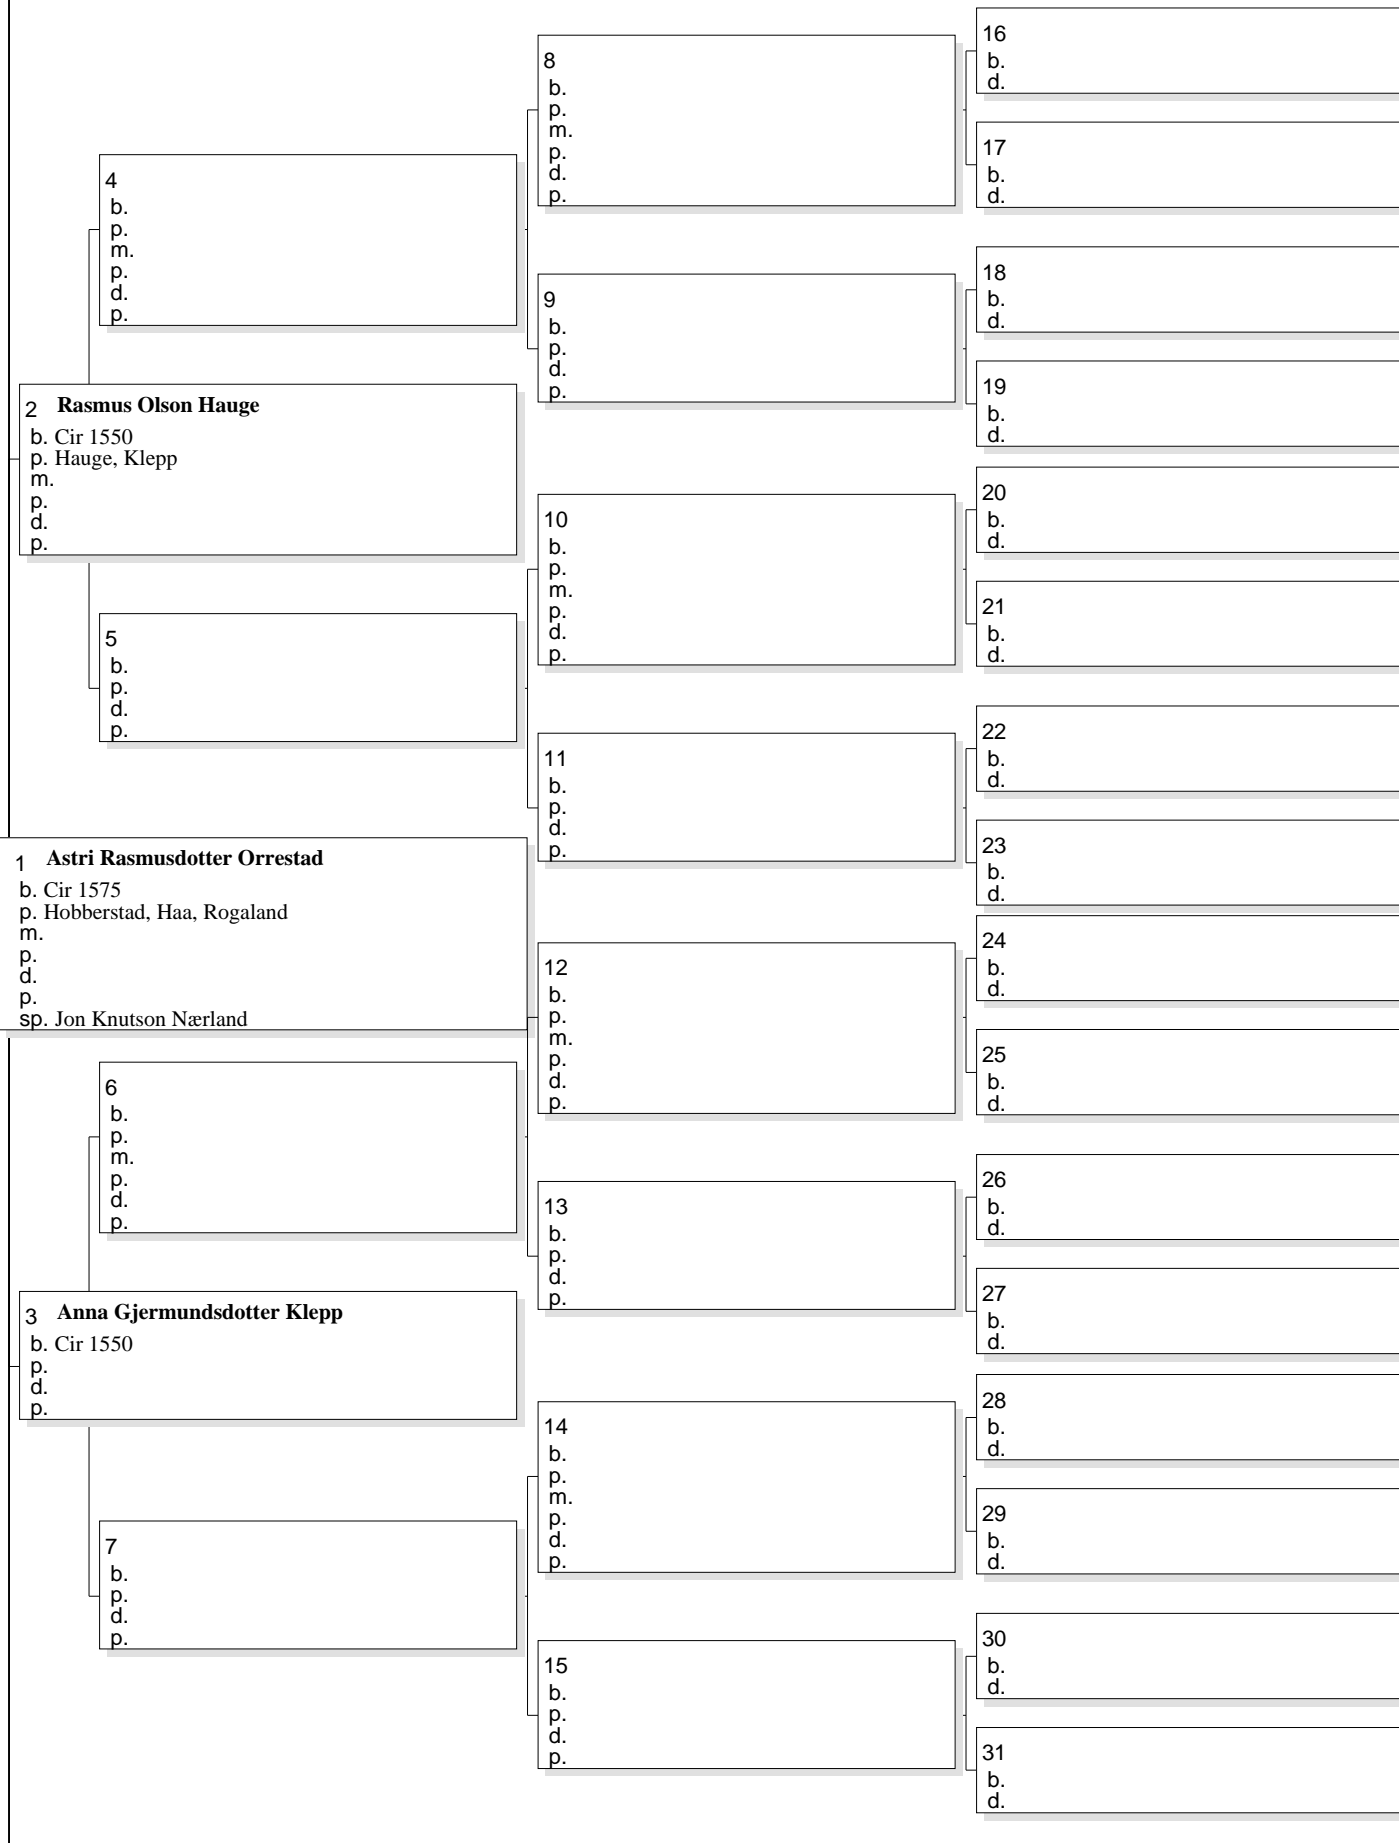 16
b.
d.
8
b.
p.
m.
p.
d.
p.
17
b.
d.
4
b.
p.
m.
p.
d.
p.
18
b.
d.
9
b.
p.
d.
p.
19
b.
d.
2 Rasmus Olson Hauge
b. Cir 1550
p. Hauge, Klepp
m.
p.
d.
p.
20
b.
d.
10
b.
p.
m.
p.
d.
p.
21
b.
d.
5
b.
p.
d.
p.
22
b.
d.
11
b.
p.
d.
p.
23
b.
d.
1 Astri Rasmusdotter Orrestad
b. Cir 1575
p. Hobberstad, Haa, Rogaland
m.
p.
d.
p.
sp. Jon Knutson Nærland
24
b.
d.
12
b.
p.
m.
p.
d.
p.
25
b.
d.
6
b.
p.
m.
p.
d.
p.
26
b.
d.
13
b.
p.
d.
p.
27
b.
d.
3 Anna Gjermundsdotter Klepp
b. Cir 1550
p.
d.
p.
28
b.
d.
14
b.
p.
m.
p.
d.
p.
29
b.
d.
7
b.
p.
d.
p.
30
b.
d.
15
b.
p.
d.
p.
31
b.
d.